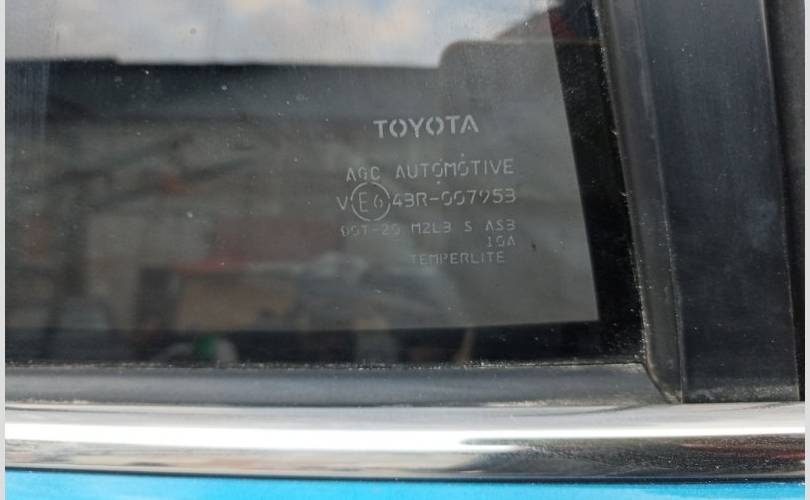 TOYOTA
AGC AUTOMOTIVE
V E6 43R-007953
DOT-20 M2L3 S AS3
10A
TEMPERLITE